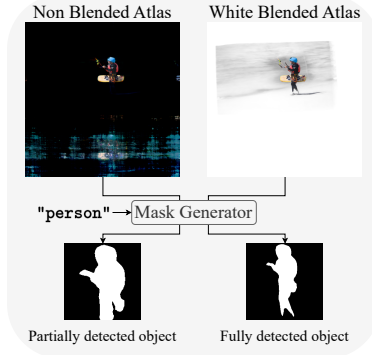 Non Blended Atlas
White Blended Atlas
"person"
Mask Generator
Partially detected object
Fully detected object